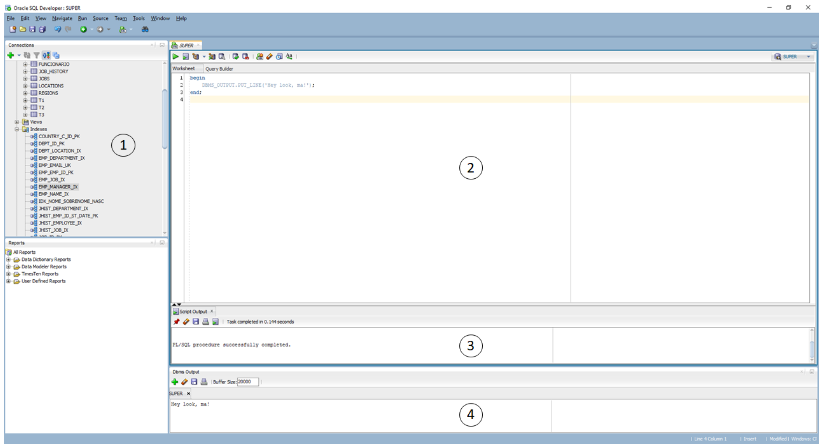 Oracle SQL Developer : SUPER
File Edit View Navigate Run Source Team Tools Window Help
Connections
FUNCIONARIO
JOB_HISTORY
JOBS
LOCATIONS
REGIONS
T1
T2
T3
Views
Indexes
COUNTRY_C_ID_PK
DEPT_ID_PK
DEPT_LOCATION_IX
EMP_DEPARTMENT_IX
EMP_EMAIL_UK
EMP_EMP_ID_PK
EMP_JOB_IX
EMP_MANAGER_IX
EMP_NAME_IX
IDX_NOME_SOBRENOME_NASC
JHIST_DEPARTMENT_IX
JHIST_EMP_ID_ST_DATE_PK
JHIST_EMPLOYEE_IX
JHIST_JOB_IX
JOB_ID_PK
1
Reports
All Reports
Data Dictionary Reports
Data Modeler Reports
TimesTen Reports
User Defined Reports
SUPER
SUPER
Worksheet Query Builder
1 begin
2 DBMS_OUTPUT.PUT_LINE('Hey look, ma!');
3 end;
4
2
Script Output
Task completed in 0.144 seconds
PL/SQL procedure successfully completed.
3
Dbms Output
Buffer Size: 20000
SUPER
Hey look, ma!
4
Line 4 Column 1 Insert Modified Windows: CR